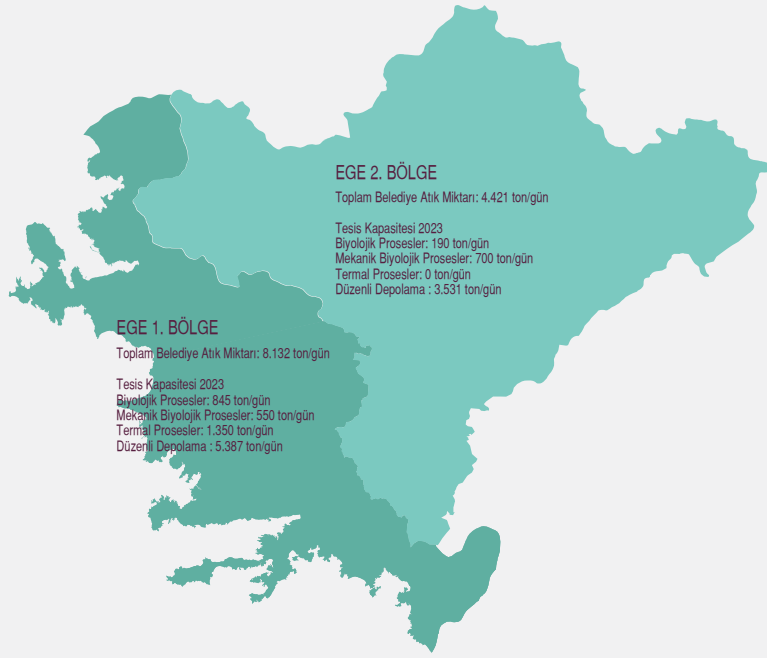 EGE 2. BÖLGE
Toplam Belediye Atık Miktarı: 4.421 ton/gün
Tesis Kapasitesi 2023
Biyolojik Prosesler: 190 ton/gün
Mekanik Biyolojik Prosesler: 700 ton/gün
Termal Prosesler: 0 ton/gün
Düzenli Depolama : 3.531 ton/gün
EGE 1. BÖLGE
Toplam Belediye Atık Miktarı: 8.132 ton/gün
Tesis Kapasitesi 2023
Biyolojik Prosesler: 845 ton/gün
Mekanik Biyolojik Prosesler: 550 ton/gün
Termal Prosesler: 1.350 ton/gün
Düzenli Depolama : 5.387 ton/gün